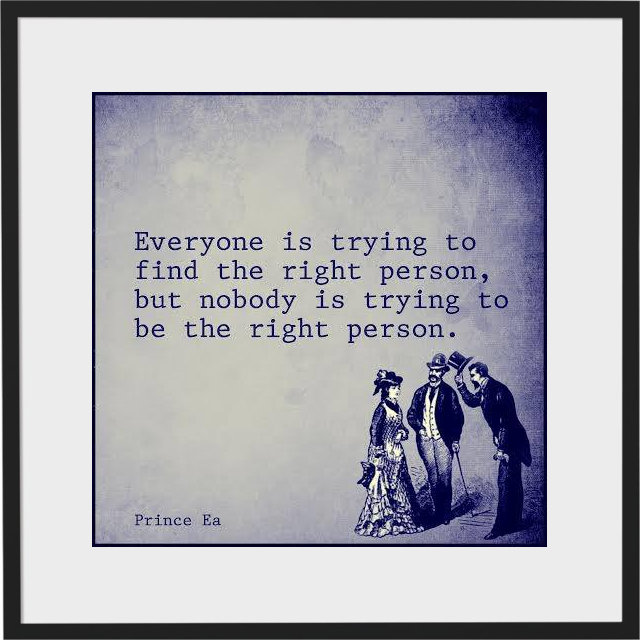 Everyone is trying to
find the right person,
but nobody is trying to
be the right person.
Prince Ea